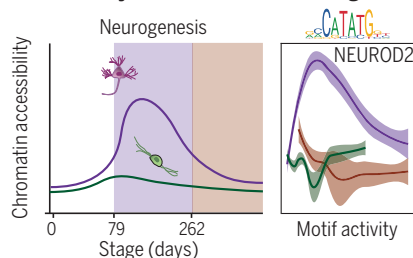 Neurogenesis
CATATG
NEUROD2
Chromatin accessibility
0 79 262
Stage (days)
Motif activity